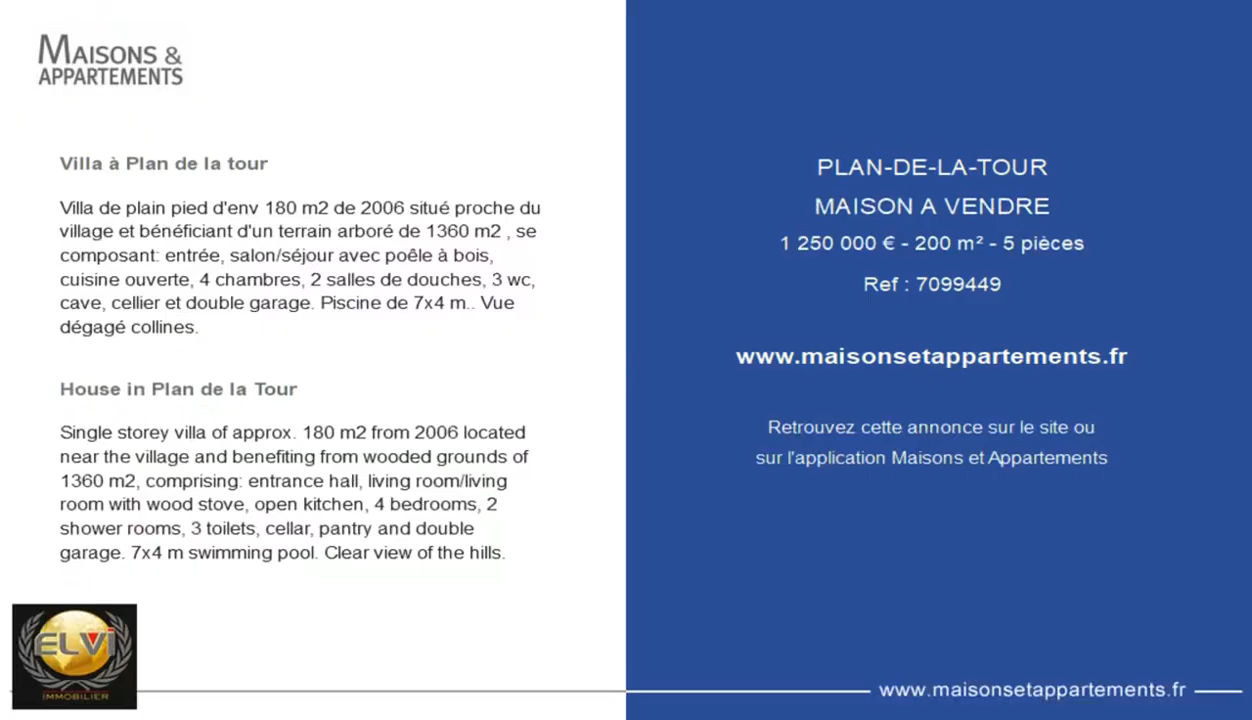 MAISONS &
APPARTEMENTS
Villa à Plan de la tour
Villa de plain pied d'env 180 m2 de 2006 situé proche du
village et bénéficiant d'un terrain arboré de 1360 m2 , se
composant: entrée, salon/séjour avec poêle à bois,
cuisine ouverte, 4 chambres, 2 salles de douches, 3 wc,
cave, cellier et double garage. Piscine de 7x4 m.. Vue
dégagé collines.
House in Plan de la Tour
Single storey villa of approx. 180 m2 from 2006 located
near the village and benefiting from wooded grounds of
1360 m2, comprising: entrance hall, living room/living
room with wood stove, open kitchen, 4 bedrooms, 2
shower rooms, 3 toilets, cellar, pantry and double
garage. 7x4 m swimming pool. Clear view of the hills.
ELVI
IMMOBILIER
PLAN-DE-LA-TOUR
MAISON A VENDRE
1 250 000 € - 200 m² - 5 pièces
Ref : 7099449
www.maisonsetappartements.fr
Retrouvez cette annonce sur le site ou
sur l'application Maisons et Appartements
www.maisonsetappartements.fr